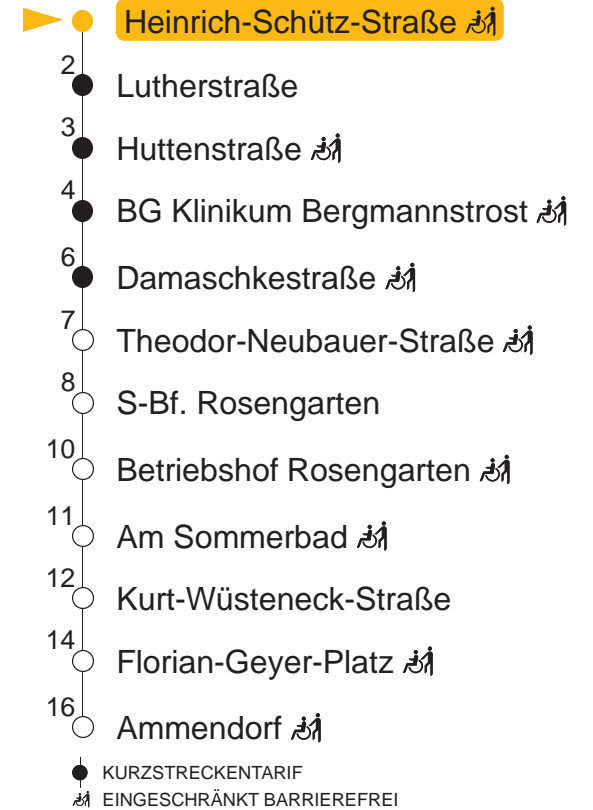 Heinrich-Schütz-Straße
2
Lutherstraße
3
Huttenstraße
4
BG Klinikum Bergmannstrost
6
Damaschkestraße
7
Theodor-Neubauer-Straße
8
S-Bf. Rosengarten
10
Betriebshof Rosengarten
11
Am Sommerbad
12
Kurt-Wüsteneck-Straße
14
Florian-Geyer-Platz
16
Ammendorf
KURZSTRECKENTARIF
EINGESCHRÄNKT BARRIEREFREI